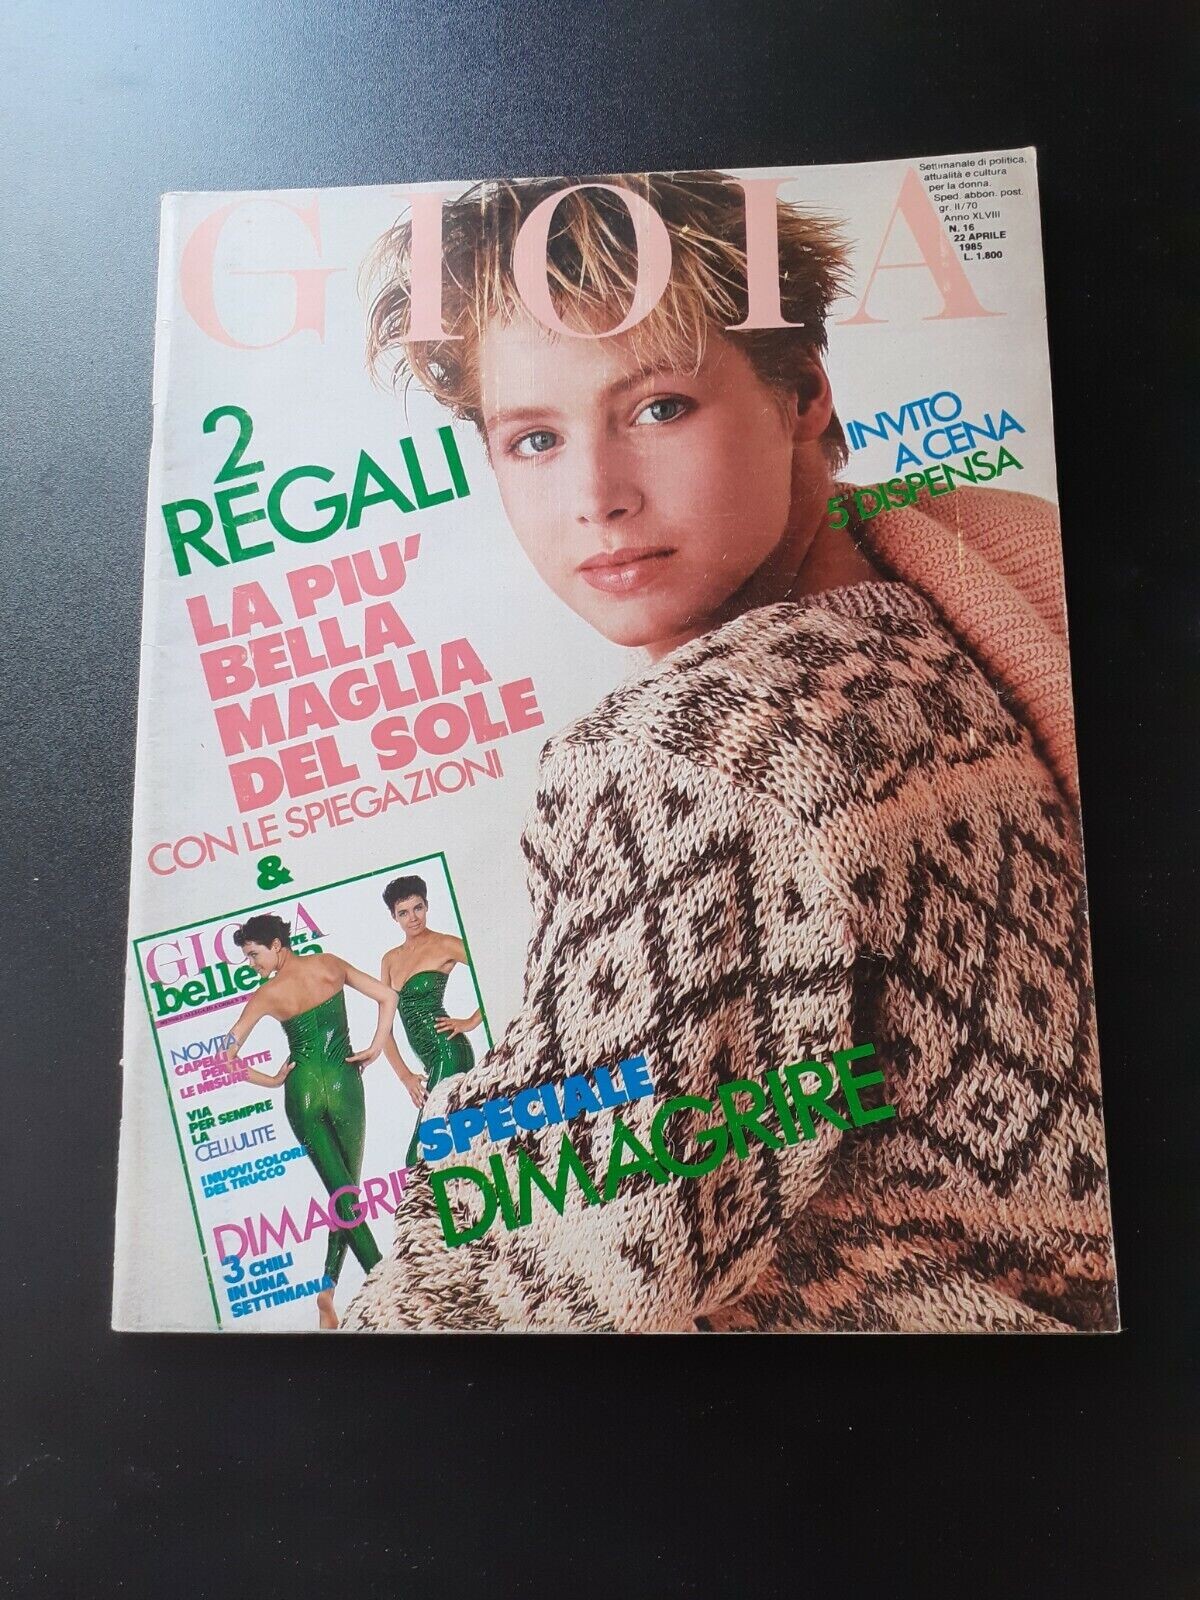 GIOIA
Settimanale di politica,
attualità e cultura
per la donna.
Sped. abbon. post.
gr. II/70
Anno XLVIII
N. 16
22 APRILE
1985
L. 1.800
2
REGALI
LA PIU'
BELLA
MAGLIA
DEL SOLE
CON LE SPIEGAZIONI
&
INVITO
A CENA
5ª DISPENSA
GIOIA
NOVITÀ
CAPELLI
PER TUTTE
LE MISURE
VIA
PER SEMPRE
LA
CELLULITE
I NUOVI COLORI
DEL TRUCCO
3 CHILI
IN UNA
SETTIMANA
SPECIALE
DIMAGRIRE